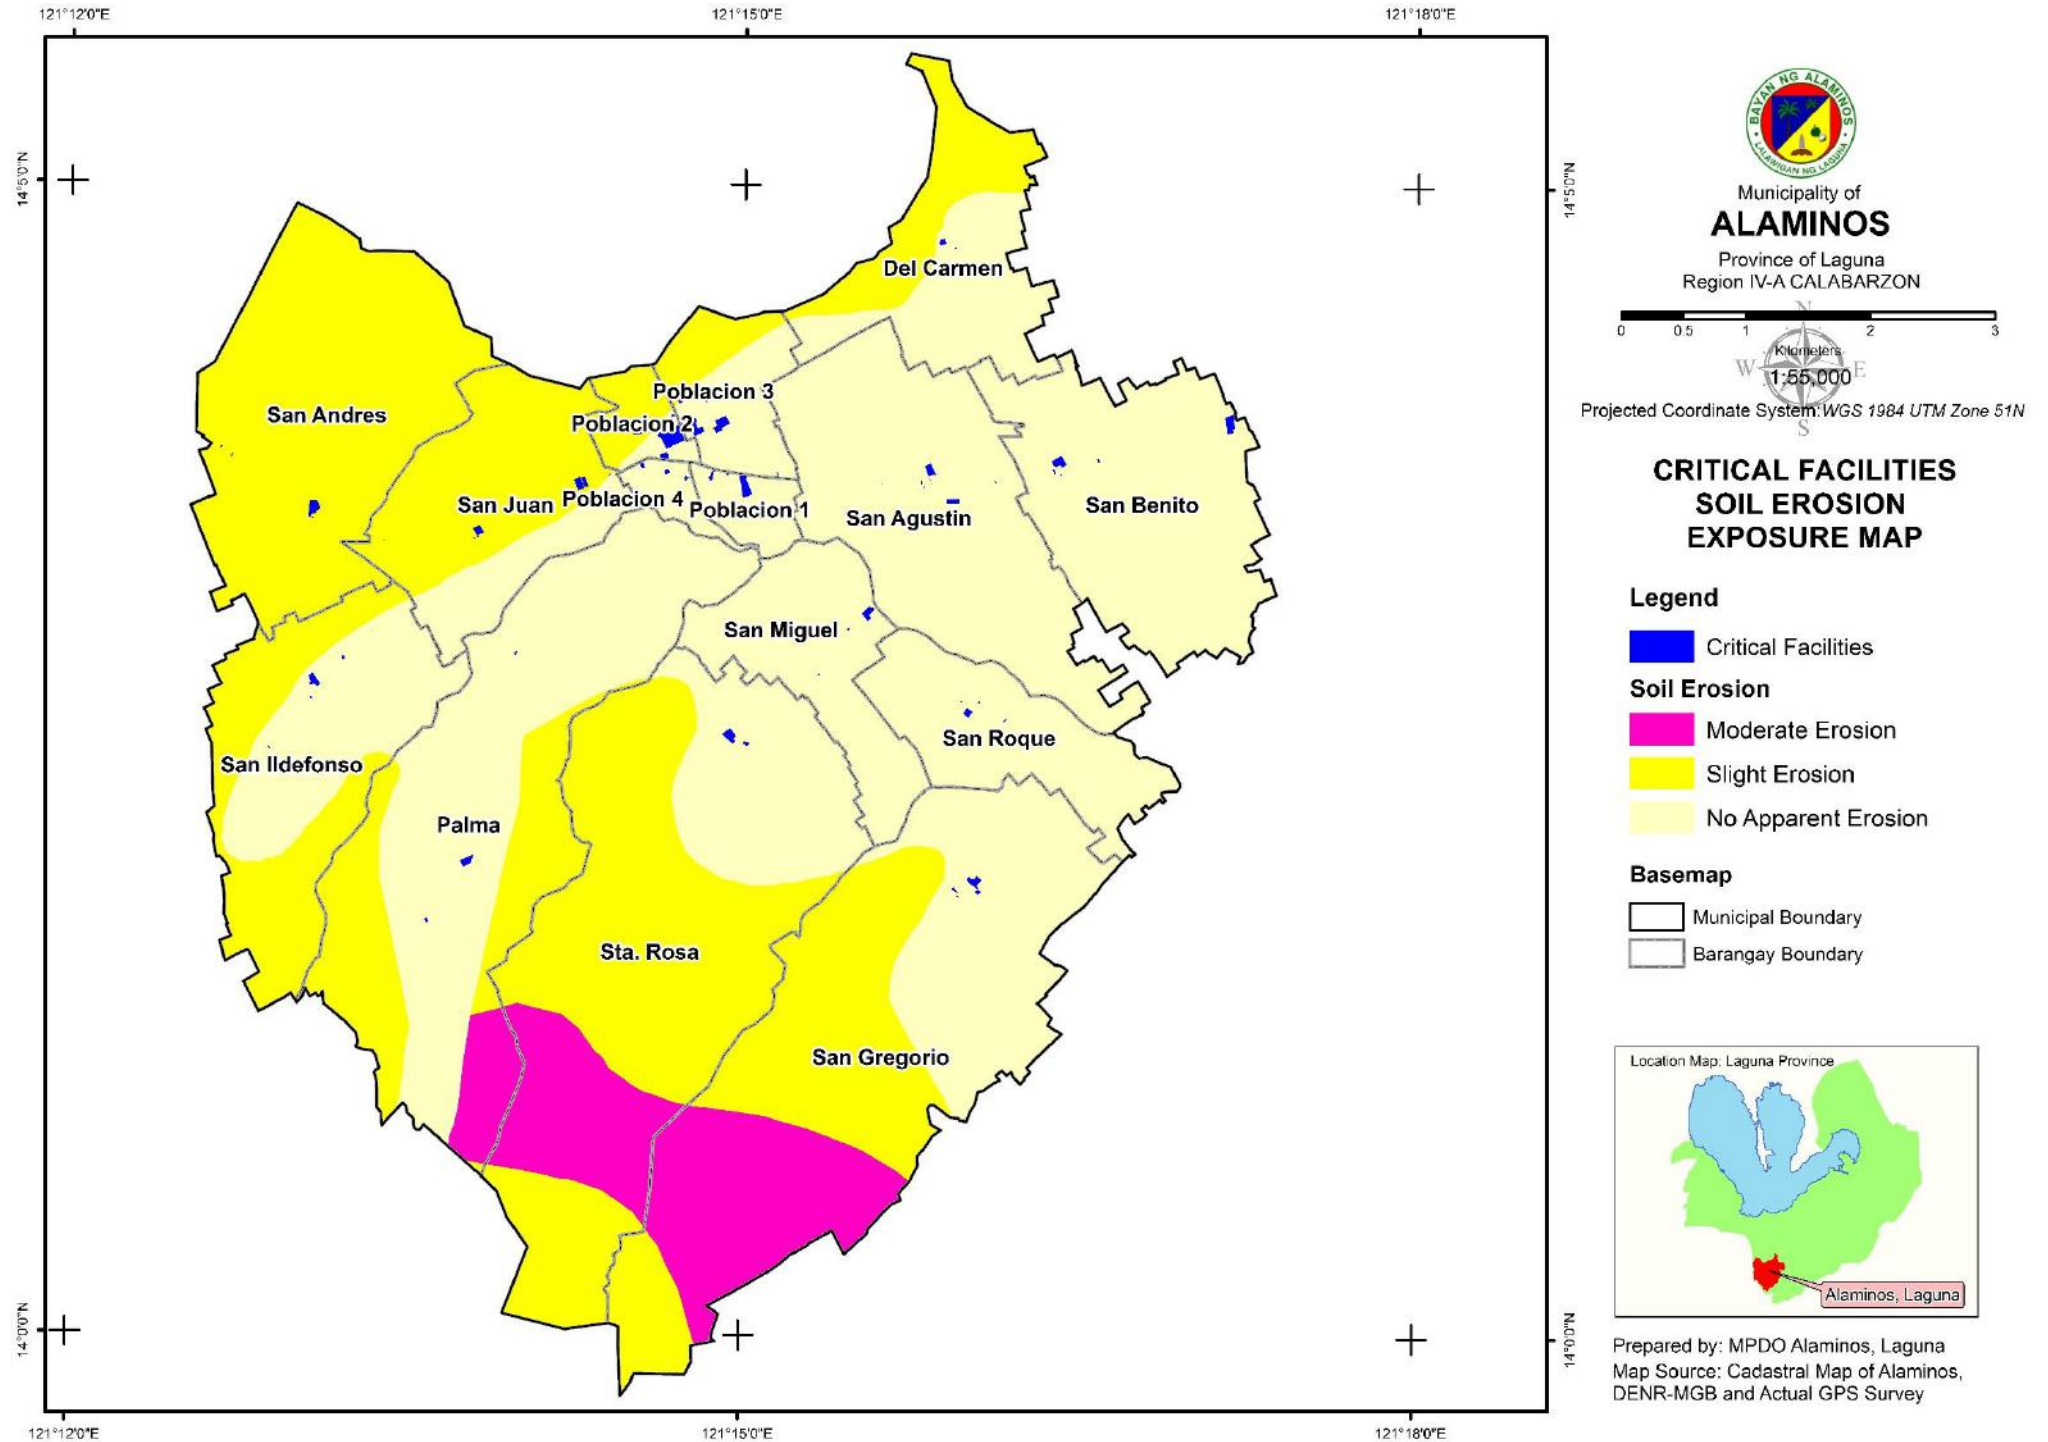 121°12'0"E
121°15'0"E
121°18'0"E
14°5'0"N
14°5'0"N
Del Carmen
San Andres
Poblacion 3
Poblacion 2
San Juan
Poblacion 4
Poblacion 1
San Agustin
San Benito
San Miguel
San Roque
San Ildefonso
Palma
Sta. Rosa
San Gregorio
14°0'0"N
14°0'0"N
121°12'0"E
121°15'0"E
121°18'0"E
BAYAN NG ALAMINOS
LALAWIGAN NG LAGUNA
Municipality of
ALAMINOS
Province of Laguna
Region IV-A CALABARZON
N
0 0.5 1 2 3
Kilometers
W E
1:55,000
Projected Coordinate System: WGS 1984 UTM Zone 51N
S
CRITICAL FACILITIES
SOIL EROSION
EXPOSURE MAP
Legend
Critical Facilities
Soil Erosion
Moderate Erosion
Slight Erosion
No Apparent Erosion
Basemap
Municipal Boundary
Barangay Boundary
Location Map: Laguna Province
Alaminos, Laguna
Prepared by: MPDO Alaminos, Laguna
Map Source: Cadastral Map of Alaminos,
DENR-MGB and Actual GPS Survey